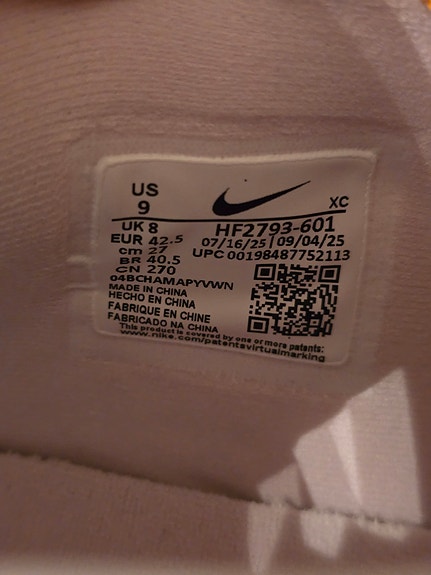 US
9
XC
UK 8
HF2793-601
EUR 42.5
07/16/25 | 09/04/25
cm 27
UPC 00198487752113
BR 40.5
CN 270
04BCHAMAPYVWN
MADE IN CHINA
HECHO EN CHINA
FABRIQUE EN CHINE
FABRICADO NA CHINA
This product is covered by one or more patents:
www.nike.com/patentsvirtualmarking